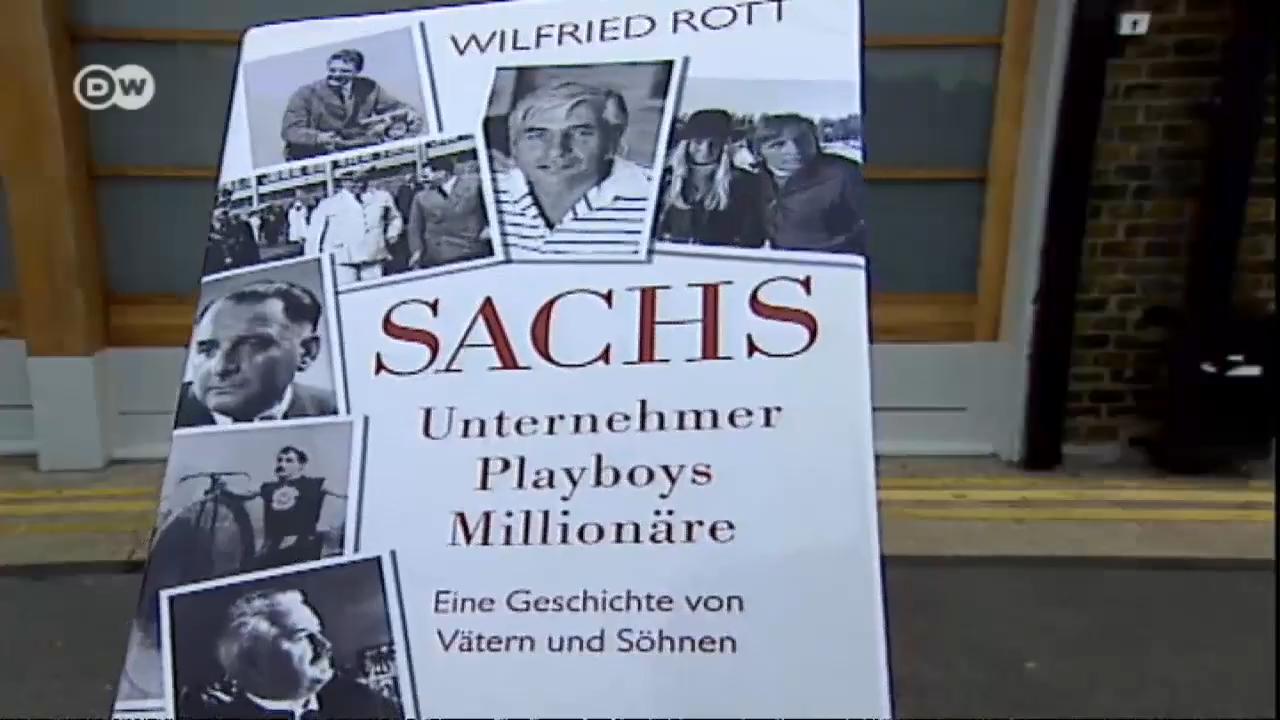 DW
WILFRIED ROTT
SACHS
Unternehmer
Playboys
Millionäre
Eine Geschichte von
Vätern und Söhnen